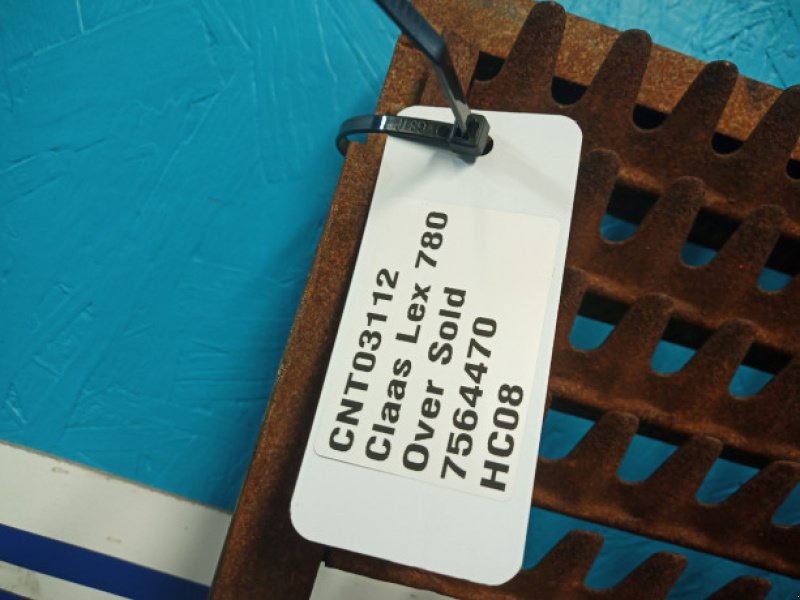 CNT03112
Claas Lex 780
Over Sold
7564470
HC08